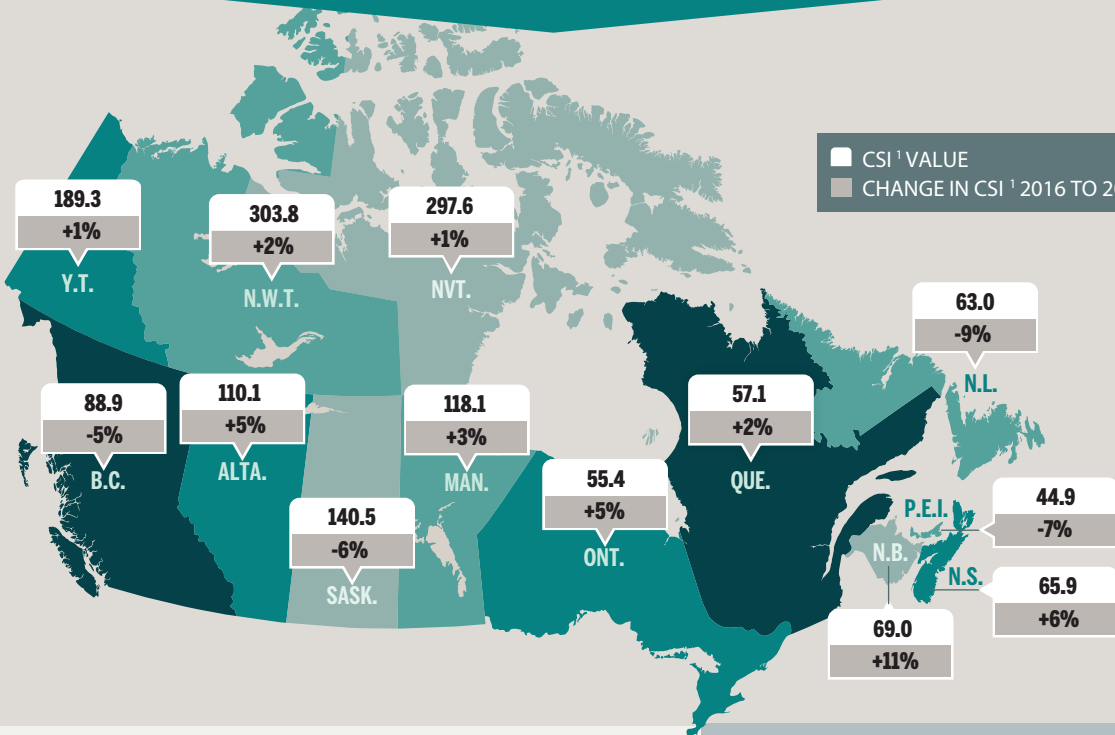 CSI ¹ VALUE
CHANGE IN CSI ¹ 2016 TO
189.3
+1%
Y.T.
303.8
+2%
N.W.T.
297.6
+1%
NVT.
63.0
-9%
N.L.
88.9
-5%
B.C.
110.1
+5%
ALTA.
118.1
+3%
MAN.
57.1
+2%
QUE.
140.5
-6%
SASK.
55.4
+5%
ONT.
P.E.I.
44.9
-7%
N.B.
N.S.
65.9
+6%
69.0
+11%